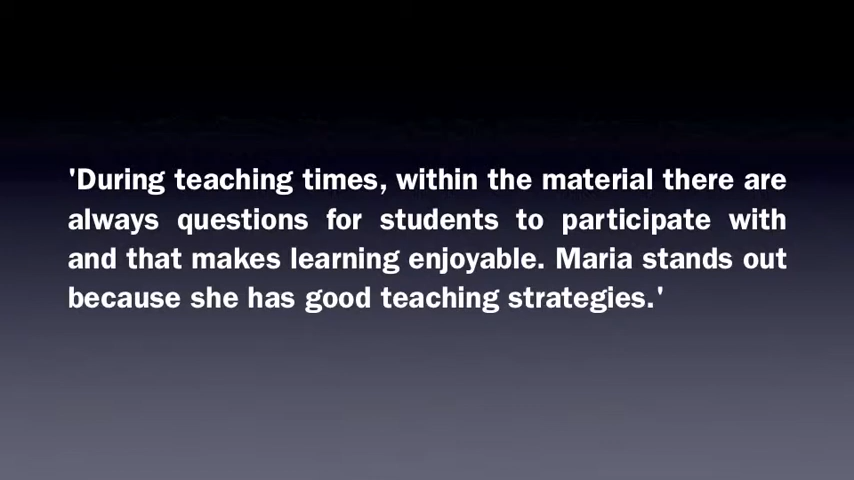 'During teaching times, within the material there are
always questions for students to participate with
and that makes learning enjoyable. Maria stands out
because she has good teaching strategies.'